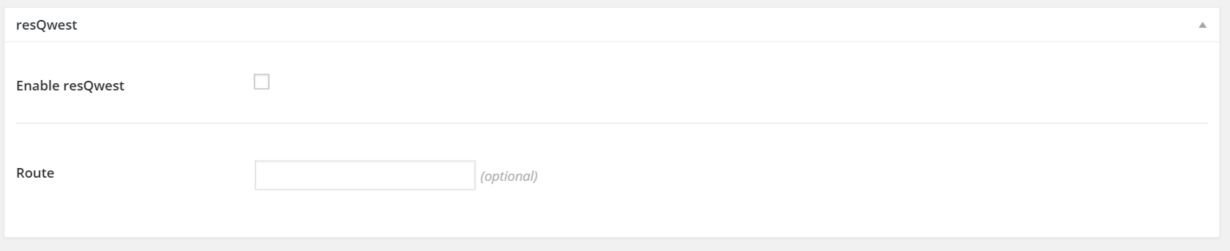 resQwest
Enable resQwest
Route
(optional)